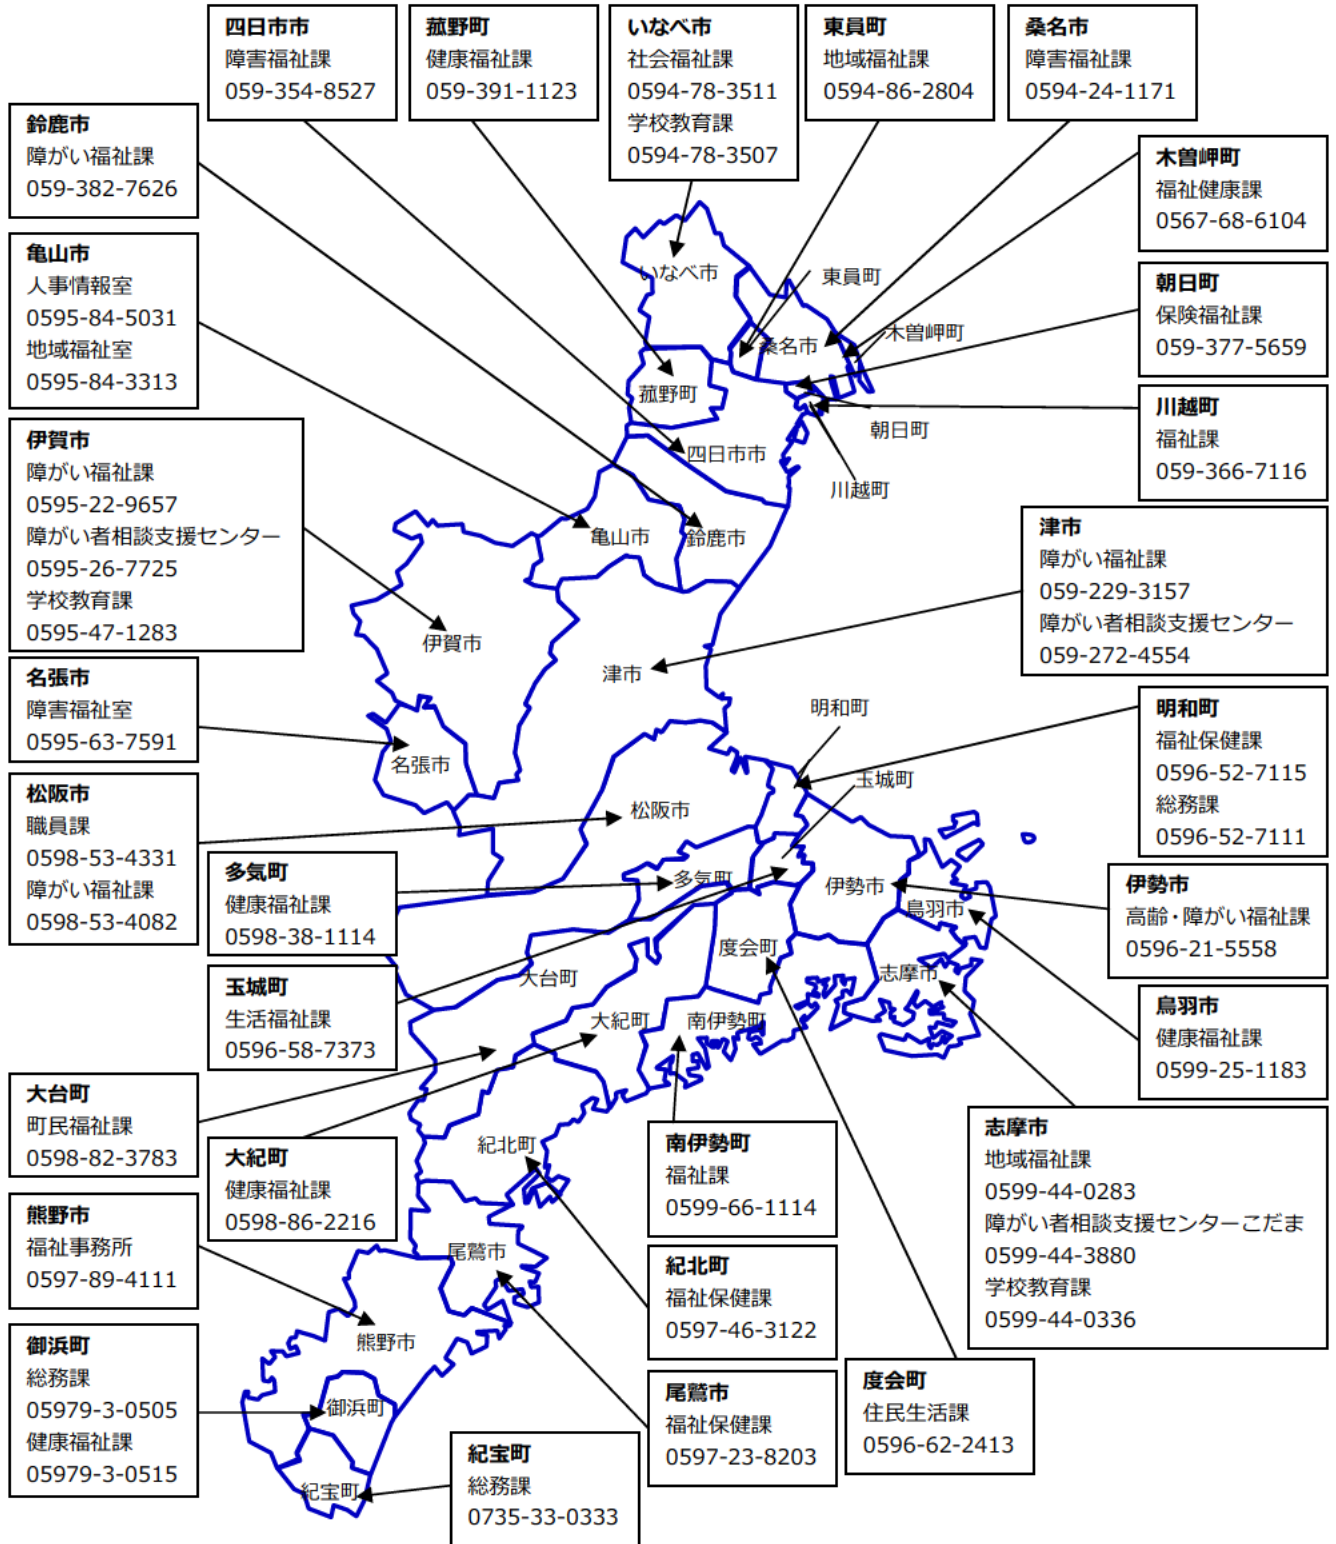 四日市市
障害福祉課
059-354-8527
菰野町
健康福祉課
059-391-1123
いなべ市
社会福祉課
0594-78-3511
学校教育課
0594-78-3507
東員町
地域福祉課
0594-86-2804
桑名市
障害福祉課
0594-24-1171
鈴鹿市
障がい福祉課
059-382-7626
木曽岬町
福祉健康課
0567-68-6104
亀山市
人事情報室
0595-84-5031
地域福祉室
0595-84-3313
朝日町
保険福祉課
059-377-5659
川越町
福祉課
059-366-7116
伊賀市
障がい福祉課
0595-22-9657
障がい者相談支援センター
0595-26-7725
学校教育課
0595-47-1283
津市
障がい福祉課
059-229-3157
障がい者相談支援センター
059-272-4554
名張市
障害福祉室
0595-63-7591
明和町
福祉保健課
0596-52-7115
総務課
0596-52-7111
松阪市
職員課
0598-53-4331
障がい福祉課
0598-53-4082
多気町
健康福祉課
0598-38-1114
伊勢市
高齢・障がい福祉課
0596-21-5558
玉城町
生活福祉課
0596-58-7373
鳥羽市
健康福祉課
0599-25-1183
大台町
町民福祉課
0598-82-3783
大紀町
健康福祉課
0598-86-2216
南伊勢町
福祉課
0599-66-1114
志摩市
地域福祉課
0599-44-0283
障がい者相談支援センターこだま
0599-44-3880
学校教育課
0599-44-0336
熊野市
福祉事務所
0597-89-4111
紀北町
福祉保健課
0597-46-3122
御浜町
総務課
05979-3-0505
健康福祉課
05979-3-0515
尾鷲市
福祉保健課
0597-23-8203
度会町
住民生活課
0596-62-2413
紀宝町
総務課
0735-33-0333
いなべ市
東員町
桑名市
木曽岬町
菰野町
朝日町
四日市市
川越町
亀山市
鈴鹿市
伊賀市
津市
明和町
名張市
玉城町
松阪市
多気町
伊勢市
鳥羽市
度会町
志摩市
大台町
大紀町
南伊勢町
紀北町
尾鷲市
熊野市
御浜町
紀宝町